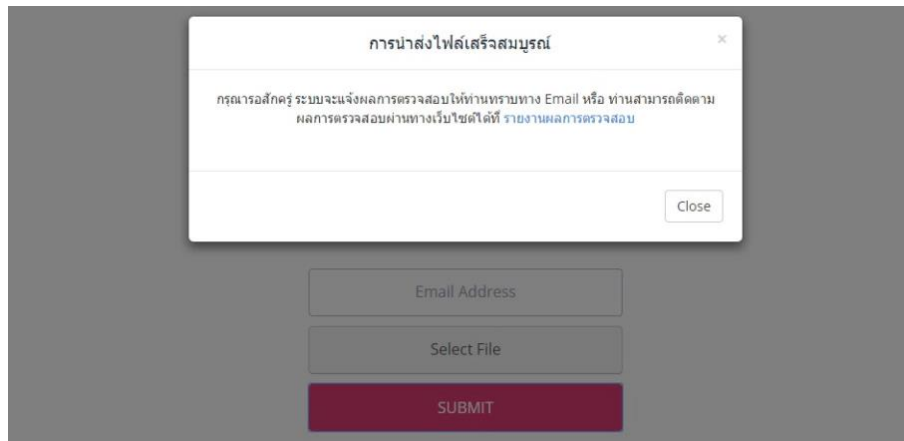 การนำส่งไฟล์เสร็จสมบูรณ์
×
กรุณารอสักครู่ ระบบจะแจ้งผลการตรวจสอบให้ท่านทราบทาง Email หรือ ท่านสามารถติดตาม
ผลการตรวจสอบผ่านทางเว็บไซต์ได้ที่ รายงานผลการตรวจสอบ
Close
Email Address
Select File
SUBMIT